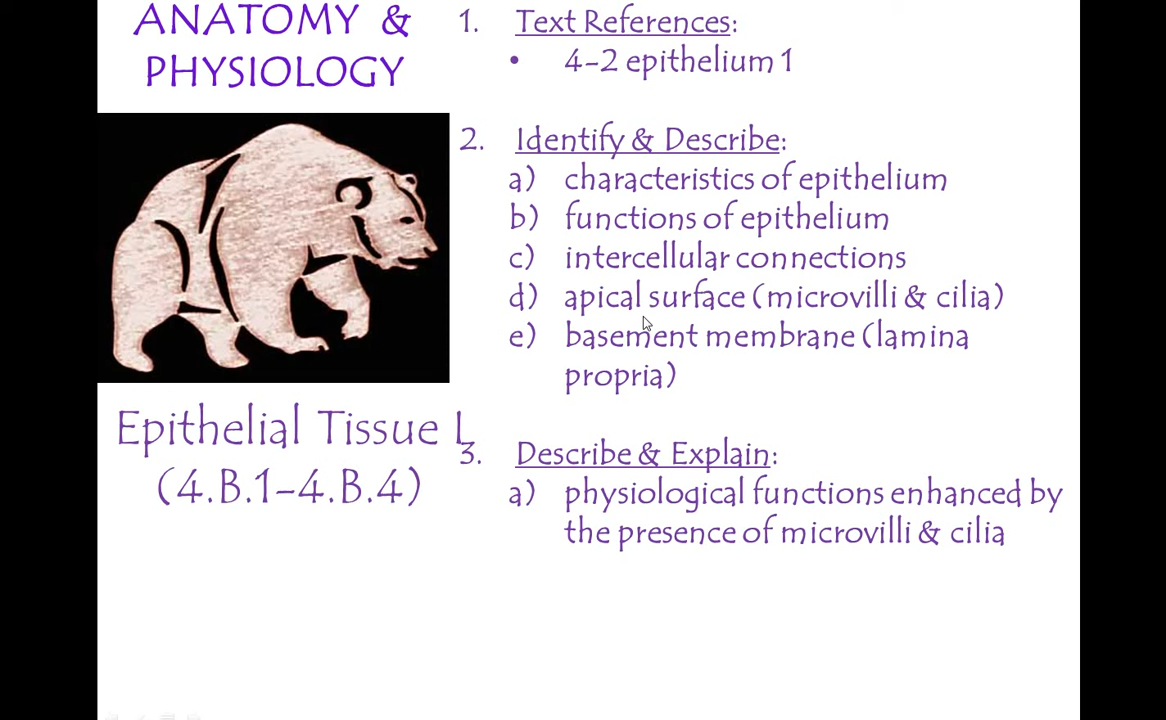 ANATOMY &
PHYSIOLOGY
Epithelial Tissue I
(4.B.1-4.B.4)
1. Text References:
• 4-2 epithelium 1
2. Identify & Describe:
a) characteristics of epithelium
b) functions of epithelium
c) intercellular connections
d) apical surface (microvilli & cilia)
e) basement membrane (lamina
propria)
3. Describe & Explain:
a) physiological functions enhanced by
the presence of microvilli & cilia